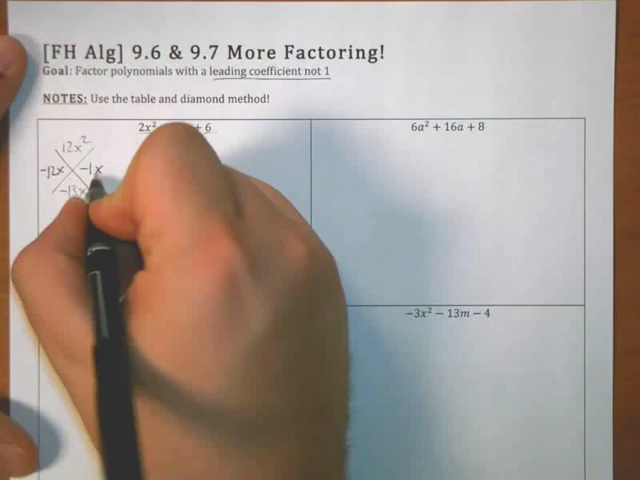 [FH Alg] 9.6 & 9.7 More Factoring!
Goal: Factor polynomials with a leading coefficient not 1
NOTES: Use the table and diamond method!
2x² + 6
6a² + 16a + 8
12x²
-12x -1x
-13x
−3x² − 13m − 4